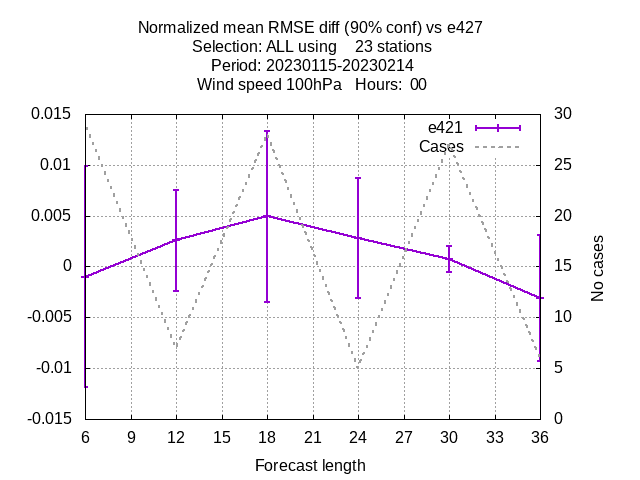 Normalized mean RMSE diff (90% conf) vs e427
Selection: ALL using    23 stations
Period: 20230115-20230214
Wind speed 100hPa   Hours:  00
e421
Cases
0.015
0.01
0.005
0
-0.005
-0.01
-0.015
30
25
20
15
10
5
0
No cases
6 9 12 15 18 21 24 27 30 33 36
Forecast length